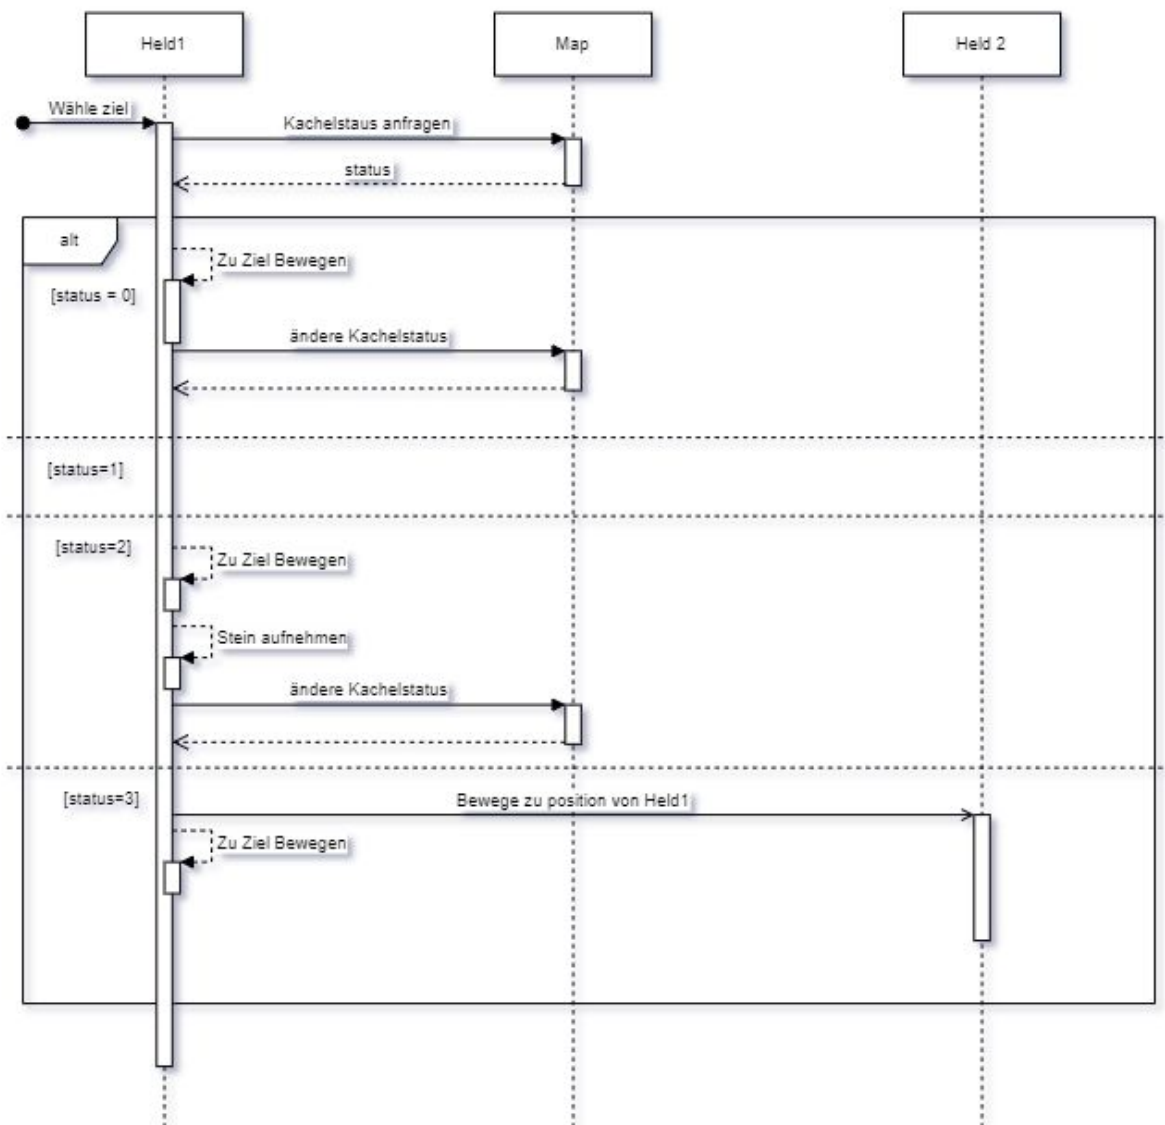 Held1
Map
Held 2
Wähle ziel
Kachelstaus anfragen
status
alt
Zu Ziel Bewegen
[status = 0]
ändere Kachelstatus
[status=1]
[status=2]
Zu Ziel Bewegen
Stein aufnehmen
ändere Kachelstatus
[status=3]
Bewege zu position von Held1
Zu Ziel Bewegen